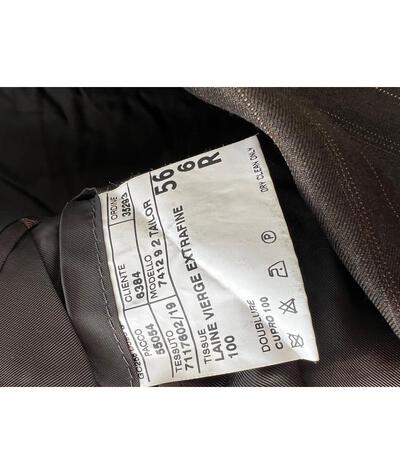 ORDINE
CLIENTE
6384
PACCO
55054
MODELLO
7412 9 2 TAILOR
TESSUTO
7117602/19
56
6
R
TISSUE
LAINE VIERGE EXTRAFINE
100
DRY CLEAN ONLY
P
DOUBLURE
CUPRO 100